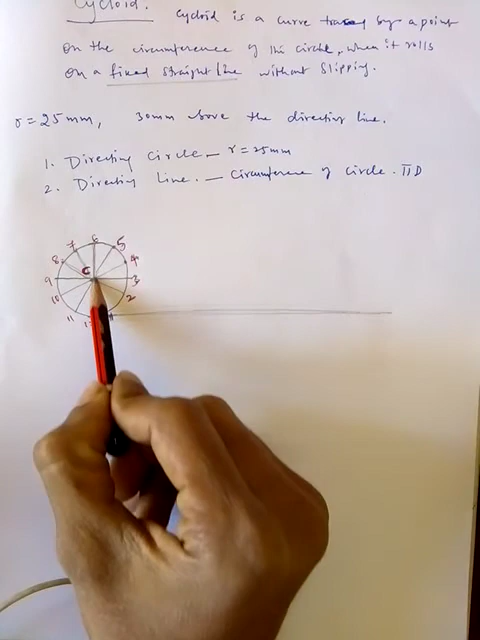 Cycloid. Cycloid is a curve traced by a point
on the circumference of the circle, when it rolls
on a fixed straight line without slipping.
r = 25mm, 30mm above the directing line.
1. Directing Circle – r = 25mm
2. Directing Line. — Circumference of circle. ΠD
6
7 5
8 4
C
9 3
10 2
11 12 1